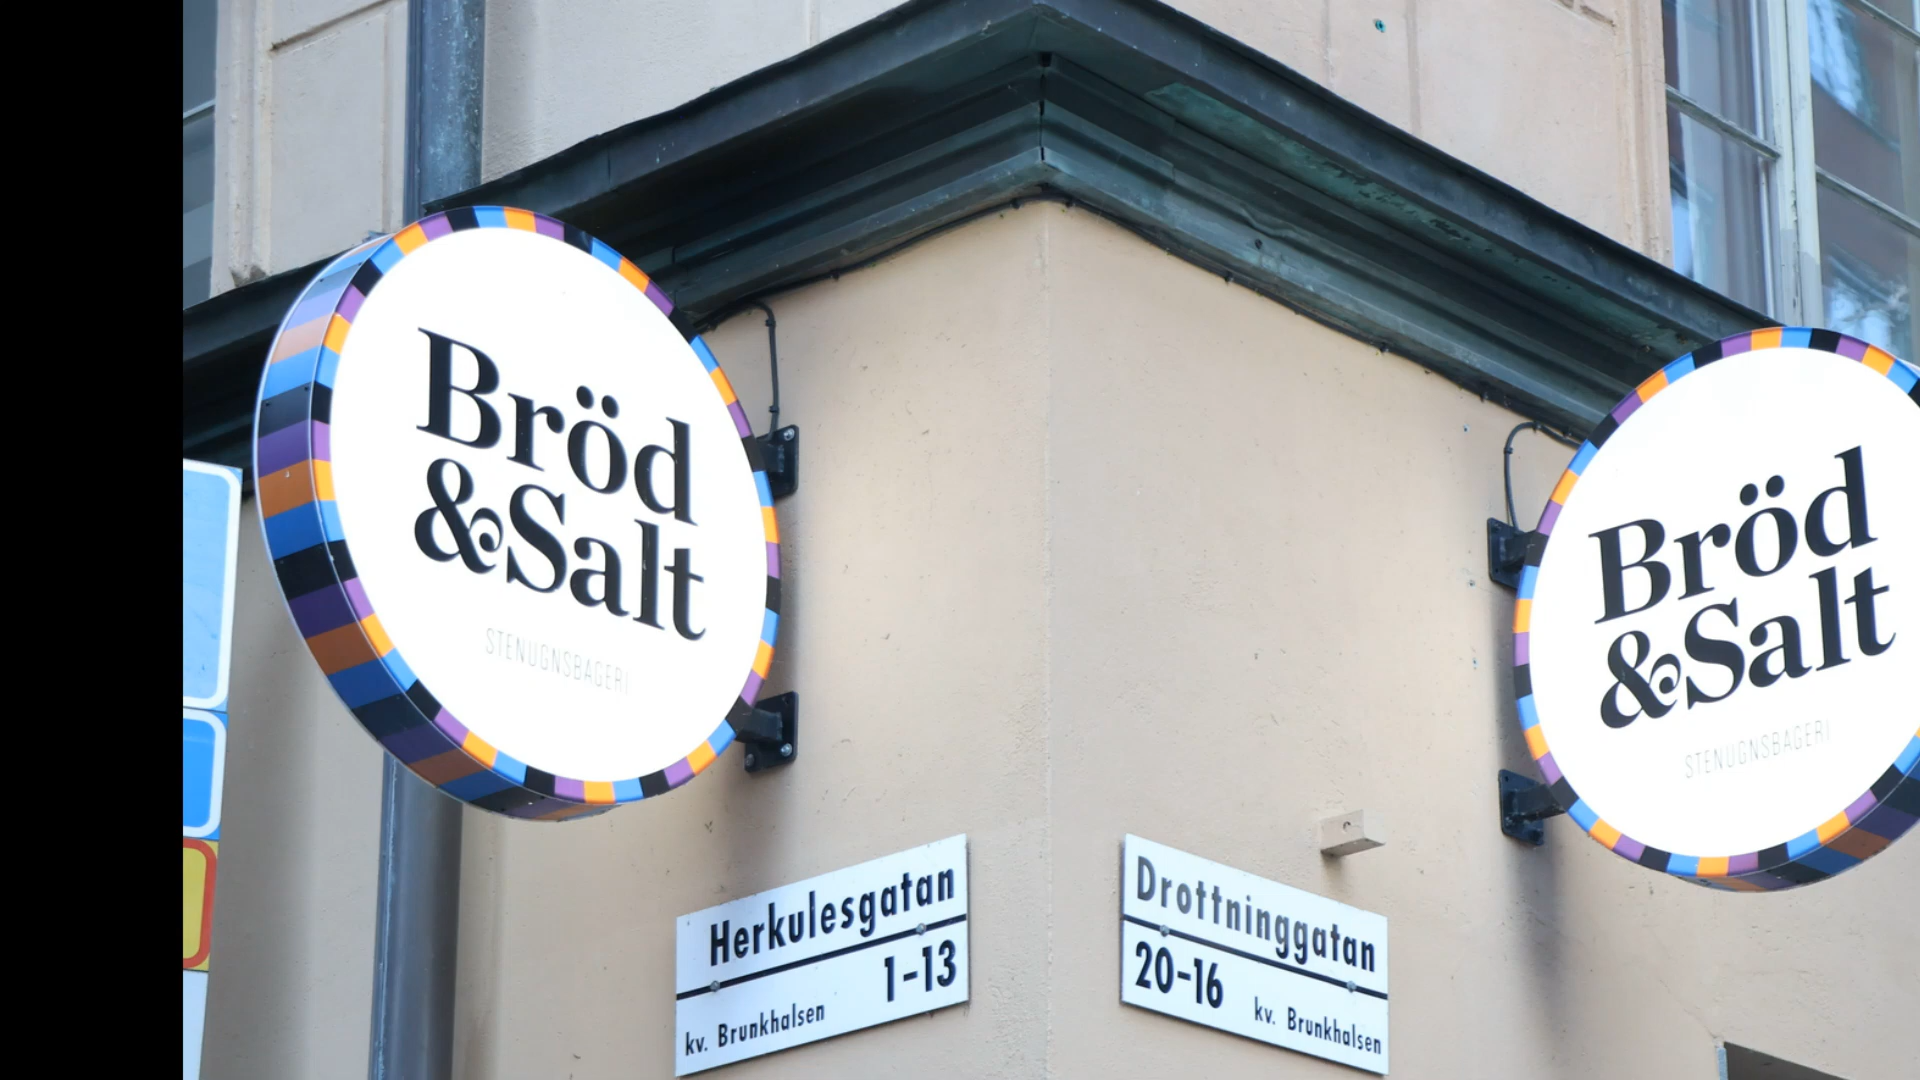 Bröd
&Salt
STENUGNSBAGERI
Bröd
&Salt
STENUGNSBAGERI
Herkulesgatan
1-13
kv. Brunkhalsen
Drottninggatan
20-16
kv. Brunkhalsen